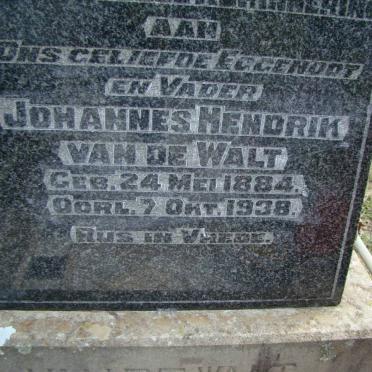 AAN
ONS GELIEFDE EGGENOOT
EN VADER
JOHANNES HENDRIK
VAN DE WALT
GEB. 24. MEI 1884.
OORL. 7 OKT. 1938.
RUS IN VREDE.